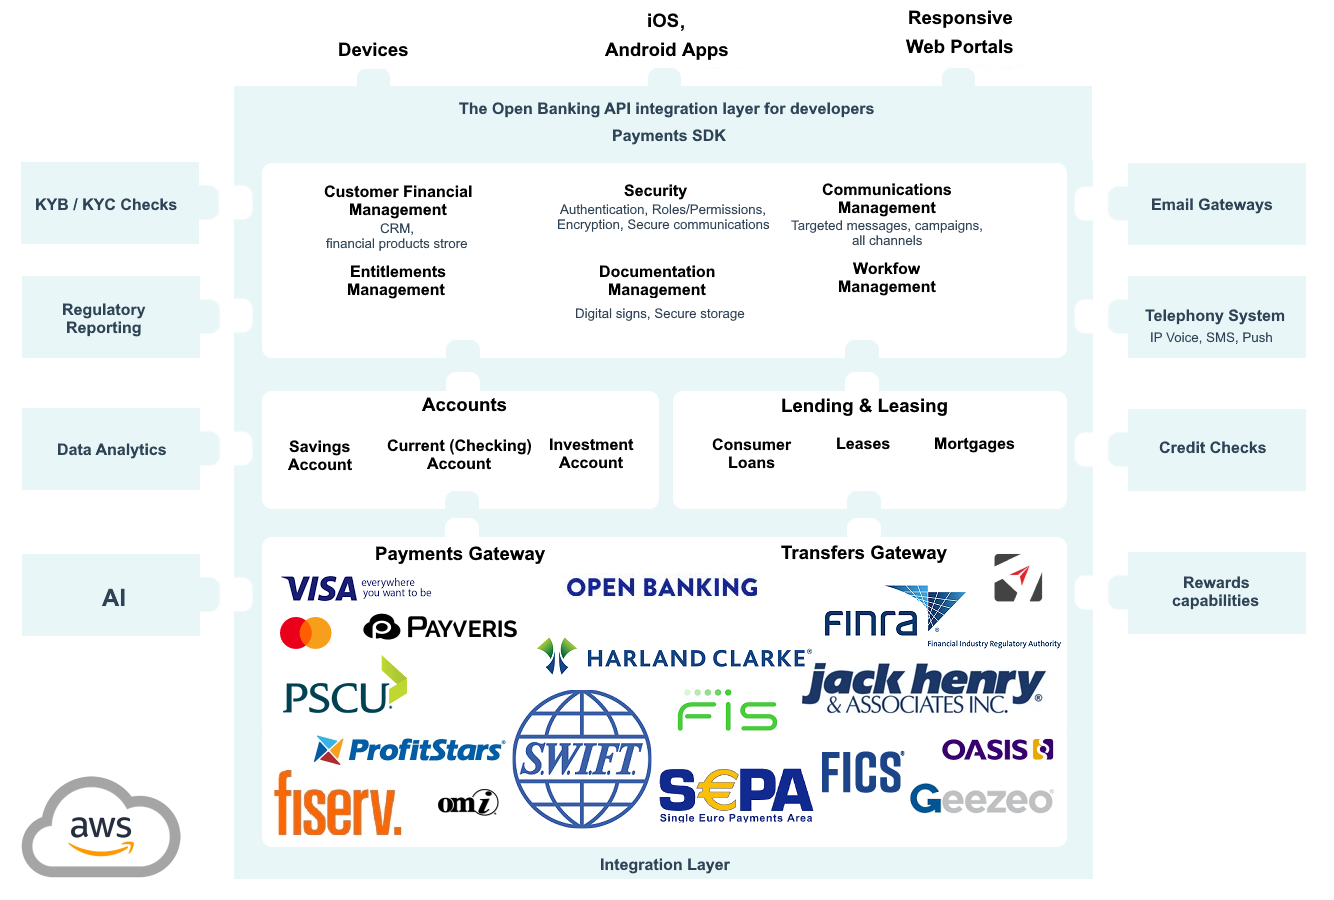 Devices
iOS,
Android Apps
Responsive
Web Portals
The Open Banking API integration layer for developers
Payments SDK
KYB / KYC Checks
Regulatory
Reporting
Data Analytics
AI
Customer Financial
Management
CRM,
financial products strore
Security
Authentication, Roles/Permissions,
Encryption, Secure communications
Communications
Management
Targeted messages, campaigns,
all channels
Entitlements
Management
Documentation
Management
Digital signs, Secure storage
Workfow
Management
Email Gateways
Telephony System
IP Voice, SMS, Push
Credit Checks
Rewards
capabilities
Accounts
Savings
Account
Current (Checking)
Account
Investment
Account
Lending & Leasing
Consumer
Loans
Leases
Mortgages
Payments Gateway
Transfers Gateway
VISA everywhere
you want to be
OPEN BANKING
FINRA®
Financial Industry Regulatory Authority
PAYVERIS
HARLAND CLARKE®
PSCU®
FIS
jack henry®
& ASSOCIATES INC.
ProfitStars®
S.W.I.F.T.
S€PA
Single Euro Payments Area
FICS®
OASIS
Geezeo®
fiserv.
omi
aws
Integration Layer